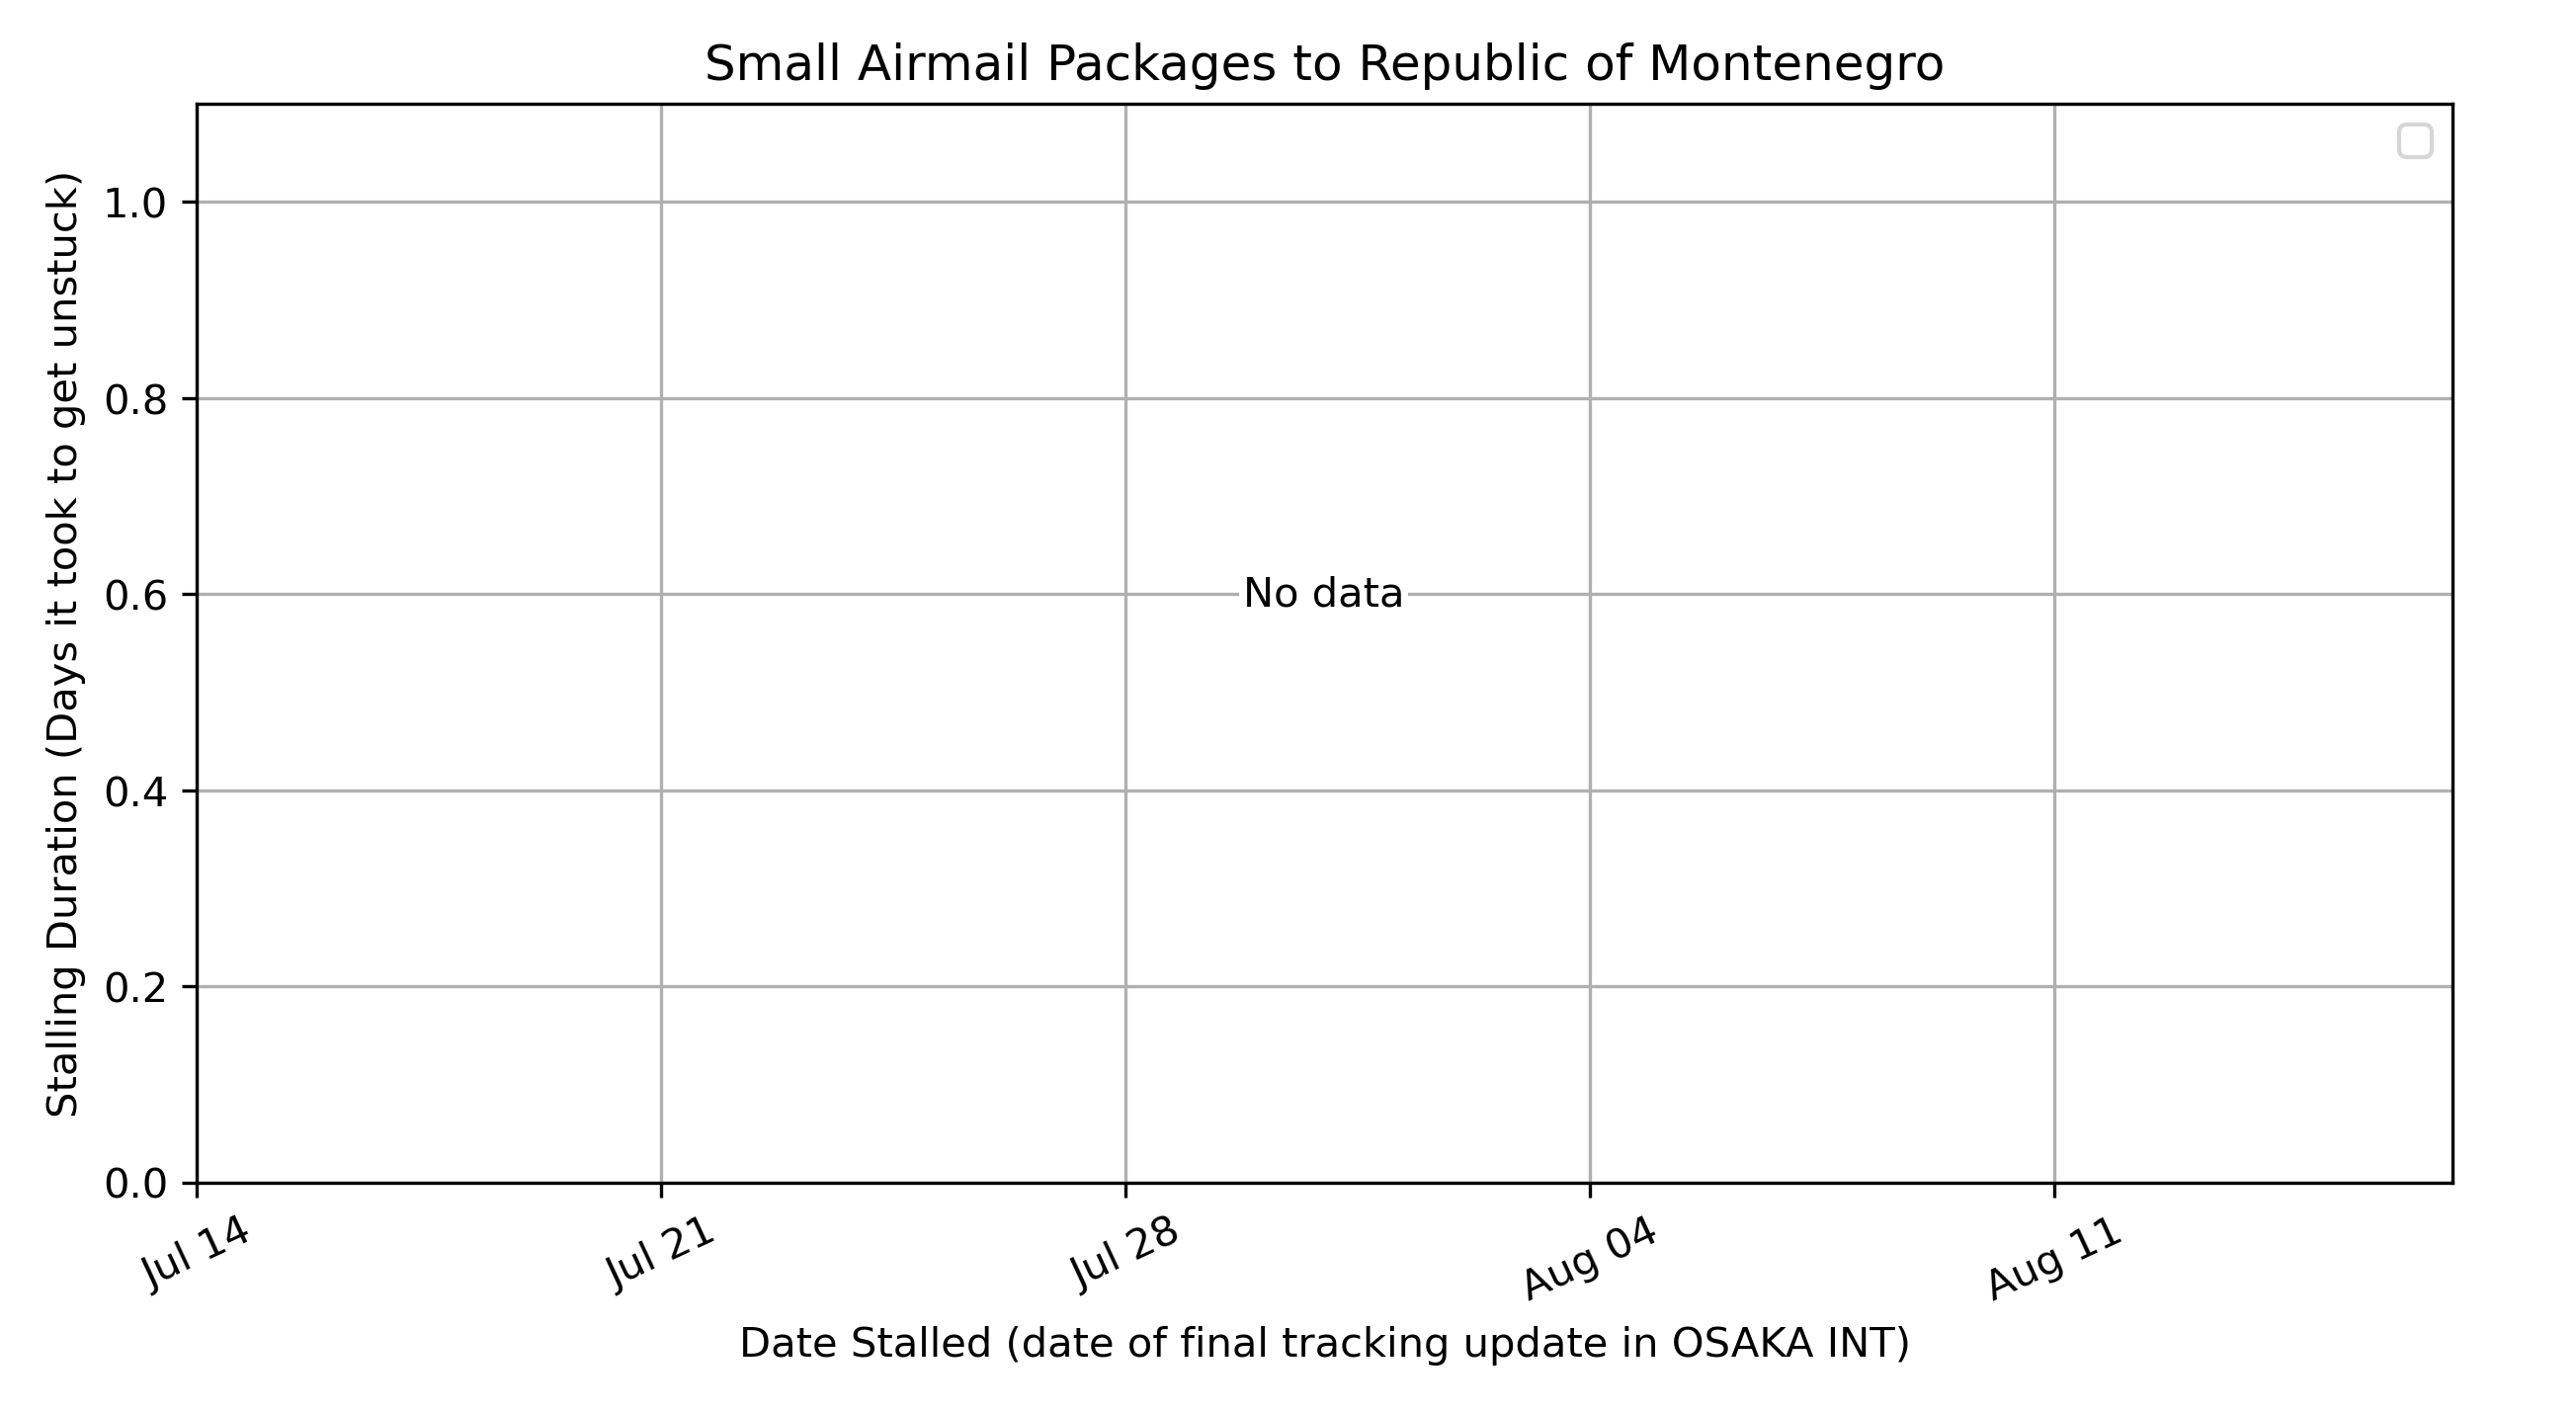 Small Airmail Packages to Republic of Montenegro
Stalling Duration (Days it took to get unstuck)
1.0
0.8
0.6
0.4
0.2
0.0
No data
Jul 14
Jul 21
Jul 28
Aug 04
Aug 11
Date Stalled (date of final tracking update in OSAKA INT)